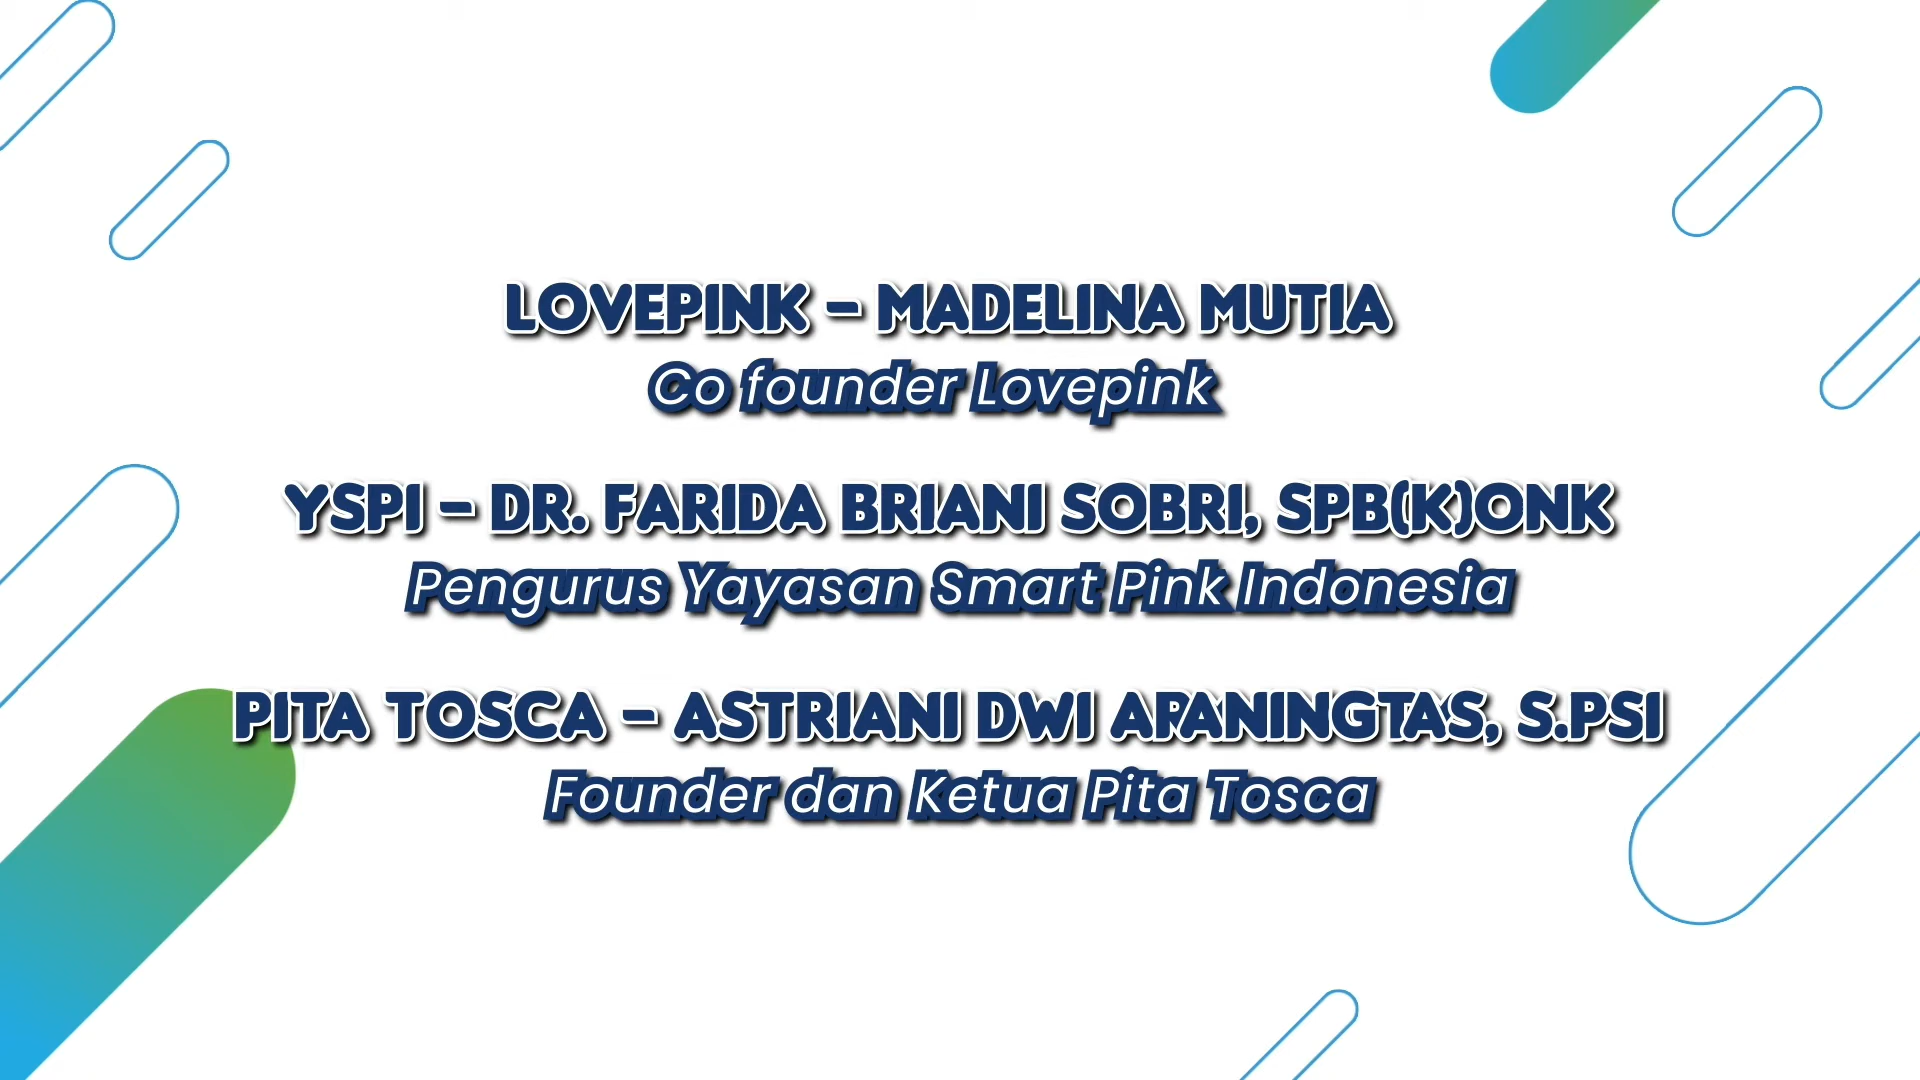 LOVEPINK - MADELINA MUTIA
Co founder Lovepink
YSPI - DR. FARIDA BRIANI SOBRI, SPB(K)ONK
Pengurus Yayasan Smart Pink Indonesia
PITA TOSCA - ASTRIANI DWI ARANINGTAS, S.PSI
Founder dan Ketua Pita Tosca